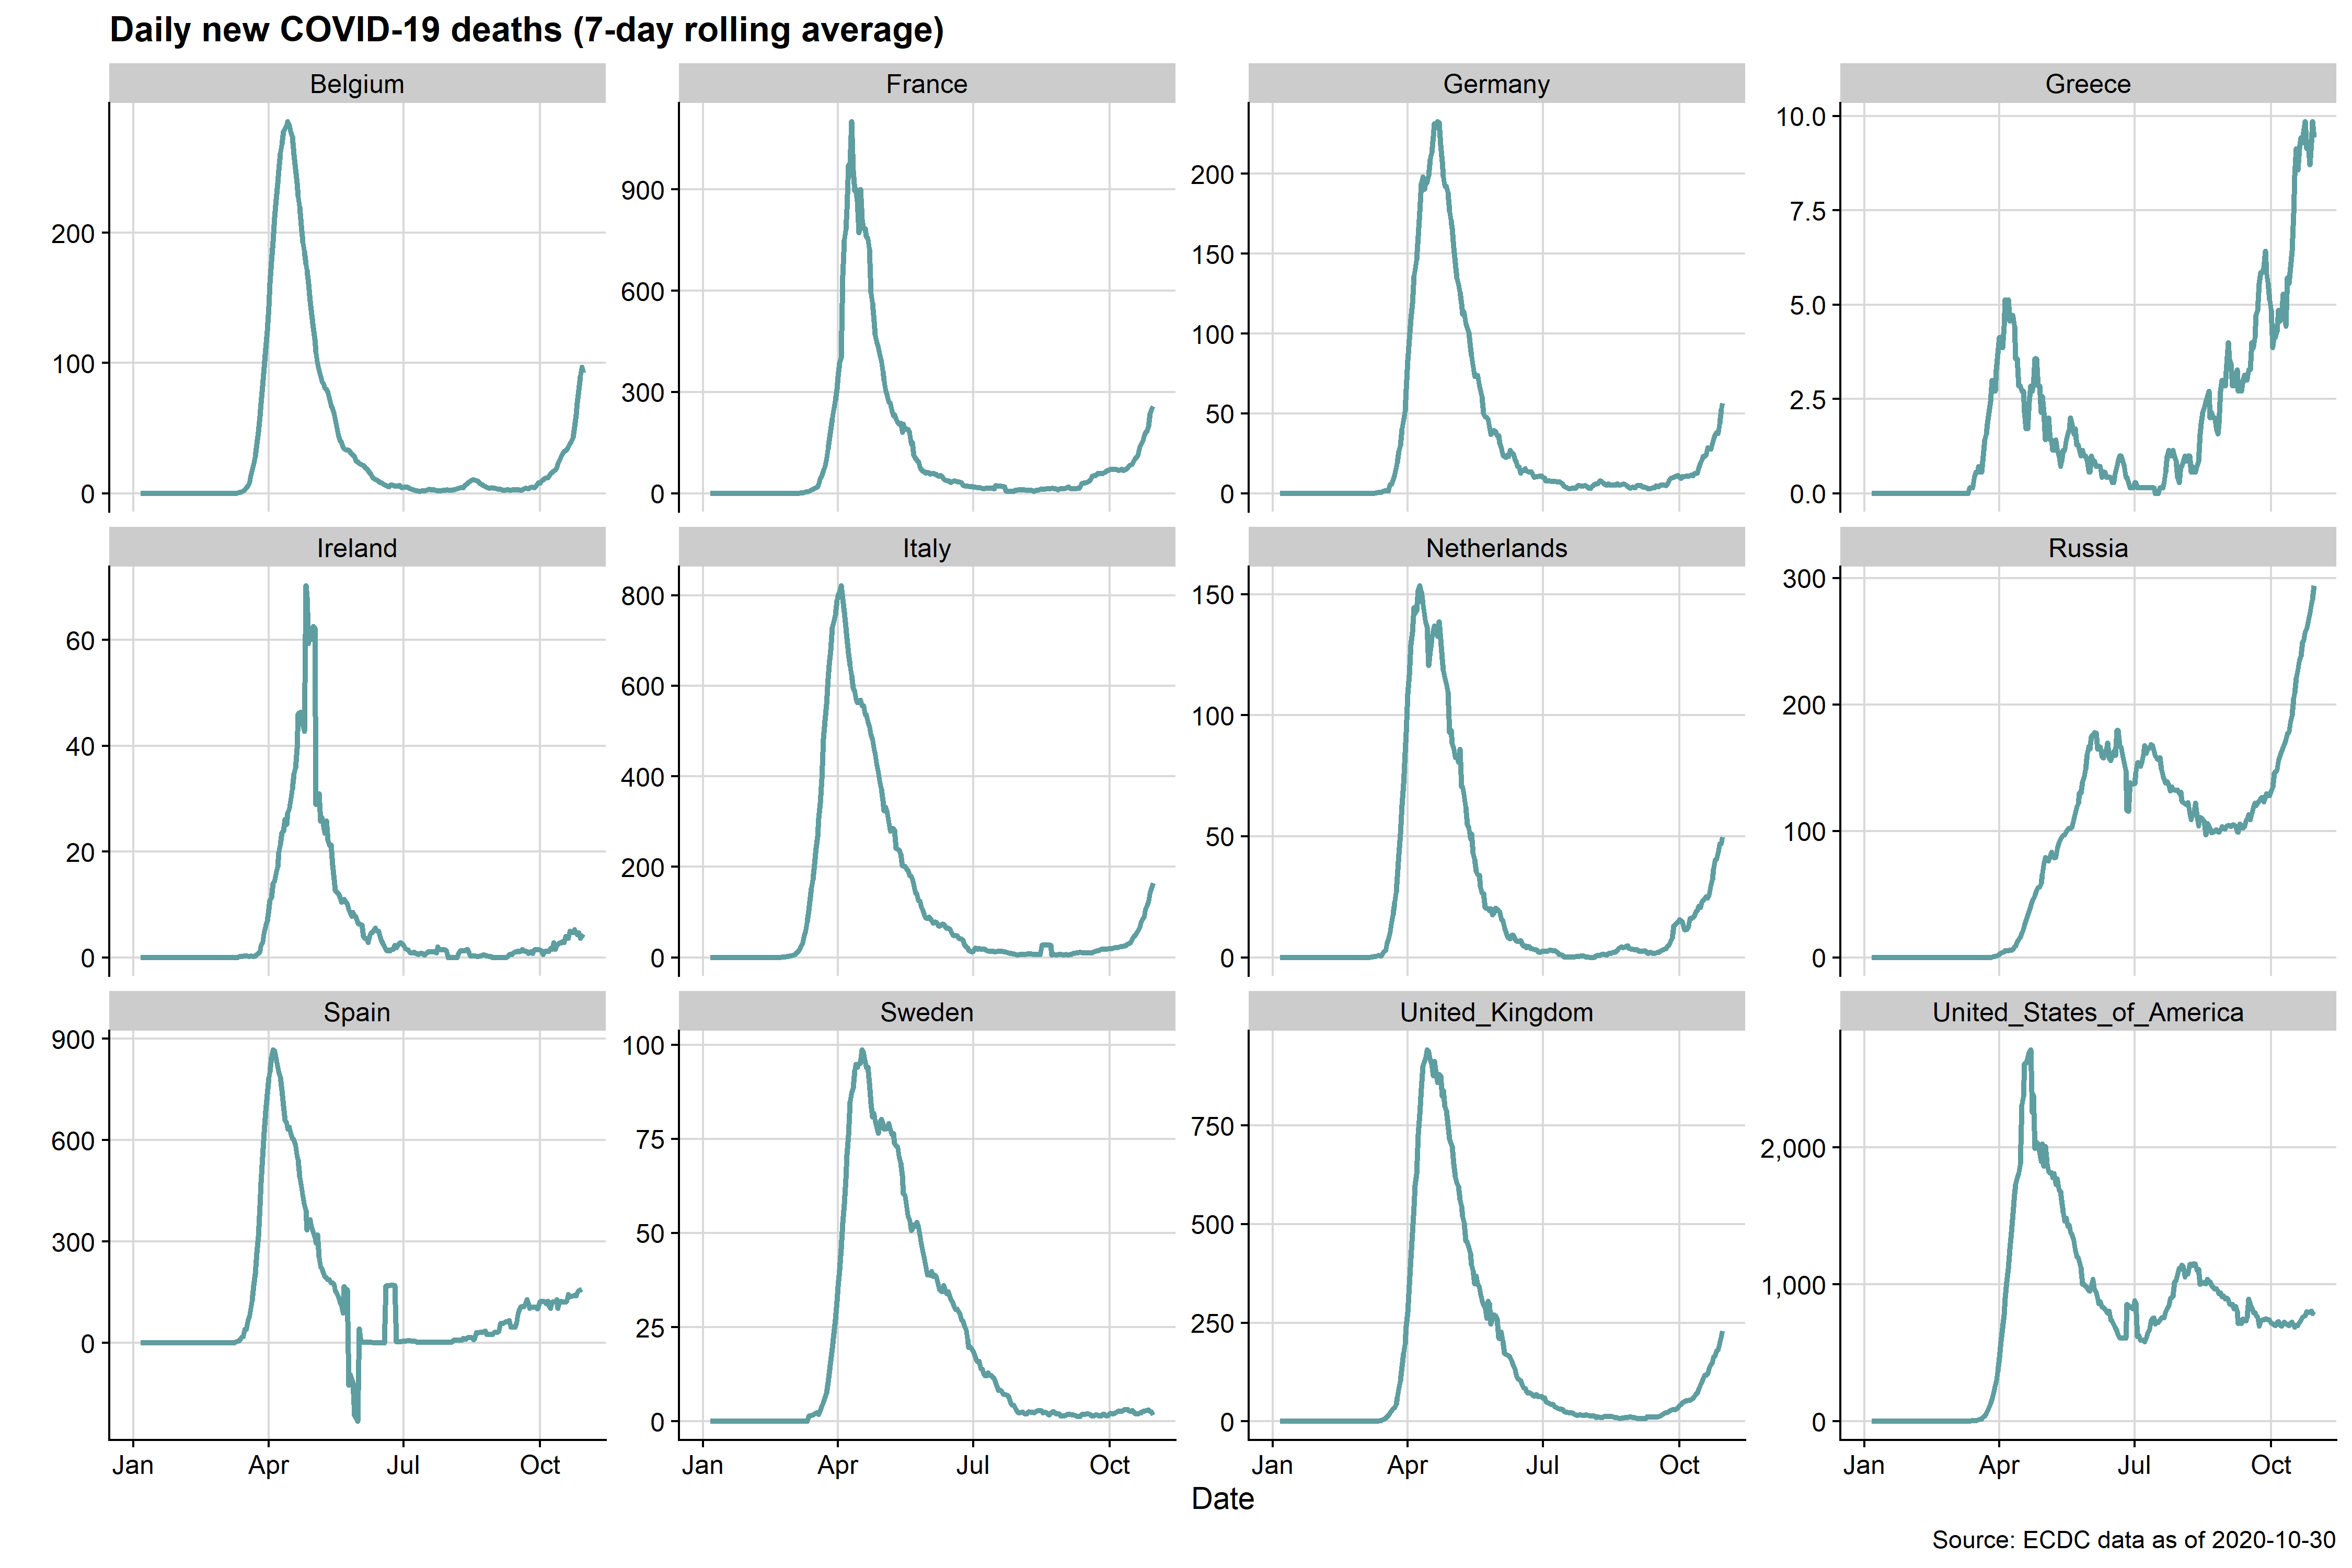 Daily new COVID-19 deaths (7-day rolling average)
Belgium
France
Germany
Greece
200
100
0
900
600
300
0
200
150
100
50
0
10.0
7.5
5.0
2.5
0.0
Ireland
Italy
Netherlands
Russia
60
40
20
0
800
600
400
200
0
150
100
50
0
300
200
100
0
Spain
Sweden
United_Kingdom
United_States_of_America
900
600
300
0
100
75
50
25
0
750
500
250
0
2,000
1,000
0
Jan Apr Jul Oct
Jan Apr Jul Oct
Jan Apr Jul Oct
Jan Apr Jul Oct
Date
Source: ECDC data as of 2020-10-30